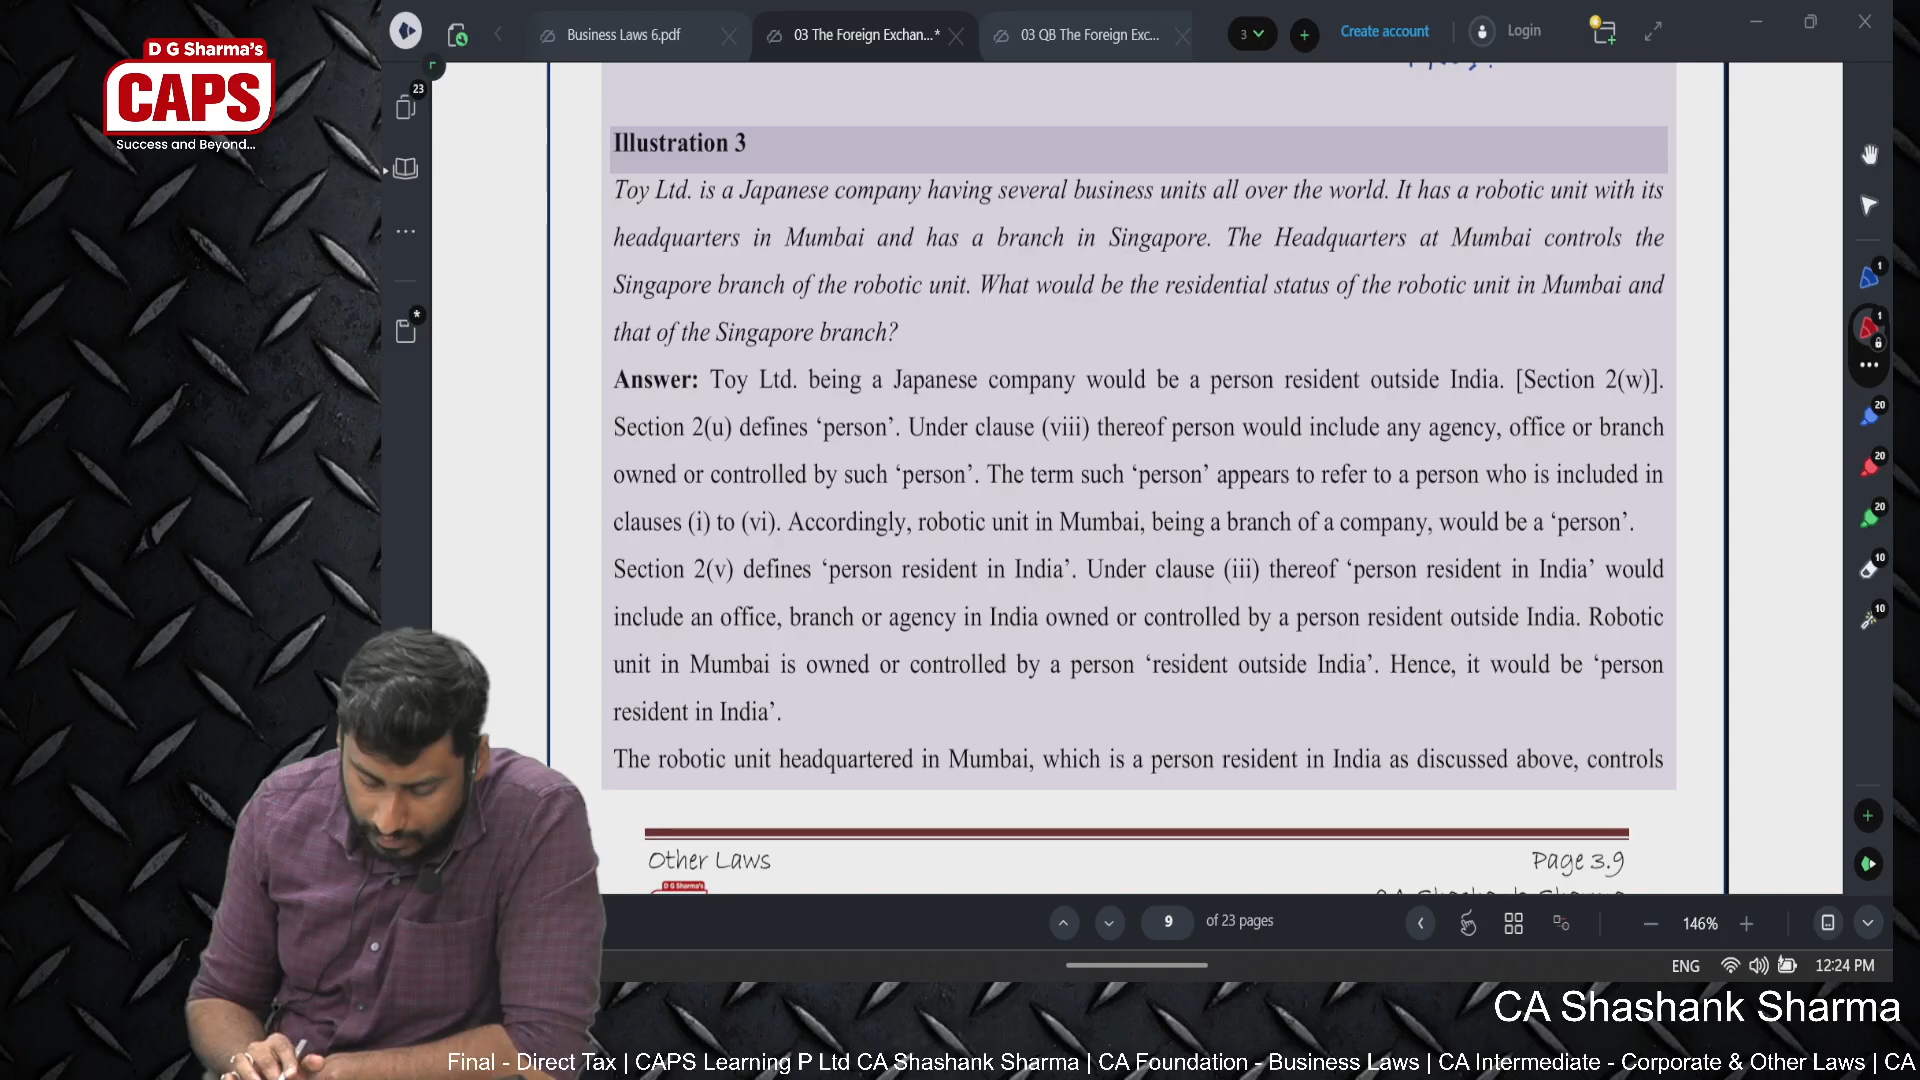 D G Sharma's
CAPS
Success and Beyond...
Business Laws 6.pdf
03 The Foreign Exchan...*
03 QB The Foreign Exc...
3
Create account
Login
23
Illustration 3
Toy Ltd. is a Japanese company having several business units all over the world. It has a robotic unit with its
headquarters in Mumbai and has a branch in Singapore. The Headquarters at Mumbai controls the
Singapore branch of the robotic unit. What would be the residential status of the robotic unit in Mumbai and
that of the Singapore branch?
Answer: Toy Ltd. being a Japanese company would be a person resident outside India. [Section 2(w)].
Section 2(u) defines ‘person’. Under clause (viii) thereof person would include any agency, office or branch
owned or controlled by such ‘person’. The term such ‘person’ appears to refer to a person who is included in
clauses (i) to (vi). Accordingly, robotic unit in Mumbai, being a branch of a company, would be a ‘person’.
Section 2(v) defines ‘person resident in India’. Under clause (iii) thereof ‘person resident in India’ would
include an office, branch or agency in India owned or controlled by a person resident outside India. Robotic
unit in Mumbai is owned or controlled by a person ‘resident outside India’. Hence, it would be ‘person
resident in India’.
The robotic unit headquartered in Mumbai, which is a person resident in India as discussed above, controls
Other Laws
Page 3.9
D G Sharma's
1
1
20
20
20
10
10
9
of 23 pages
146%
ENG
12:24 PM
CA Shashank Sharma
Final - Direct Tax | CAPS Learning P Ltd CA Shashank Sharma | CA Foundation - Business Laws | CA Intermediate - Corporate & Other Laws | CA